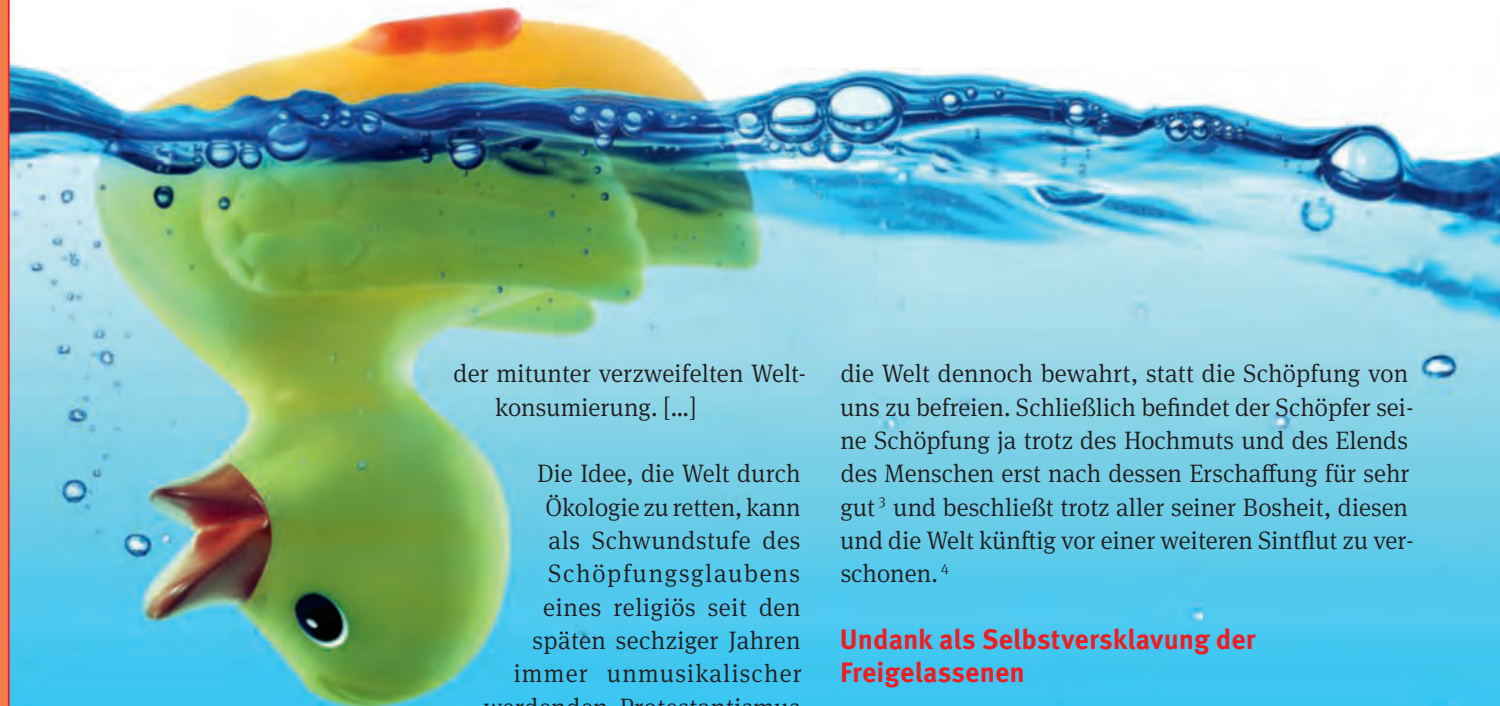 der mitunter verzweifelten Welt-
konsumierung. [...]
Die Idee, die Welt durch
Ökologie zu retten, kann
als Schwundstufe des
Schöpfungsglaubens
eines religiös seit den
späten sechziger Jahren
immer unmusikalischer
werdenden Protestantismus
die Welt dennoch bewahrt, statt die Schöpfung von
uns zu befreien. Schließlich befindet der Schöpfer sei-
ne Schöpfung ja trotz des Hochmuts und des Elends
des Menschen erst nach dessen Erschaffung für sehr
gut ³ und beschließt trotz aller seiner Bosheit, diesen
und die Welt künftig vor einer weiteren Sintflut zu ver-
schonen. ⁴
Undank als Selbstversklavung der
Freigelassenen